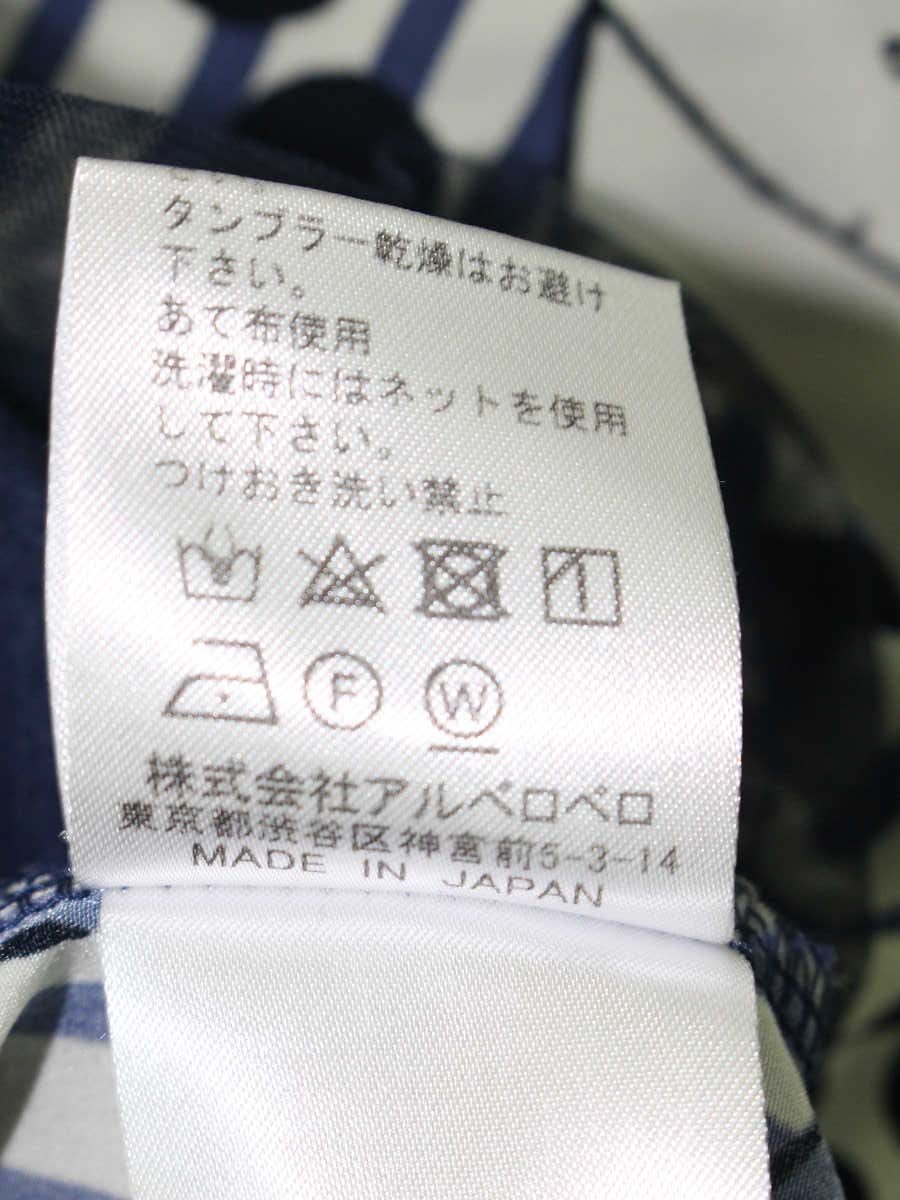 タンブラー乾燥はお避け
下さい。
あて布使用
洗濯時にはネットを使用
して下さい。
つけおき洗い禁止
F
W
株式会社アルベロベロ
東京都渋谷区神宮前5-3-14
MADE IN JAPAN